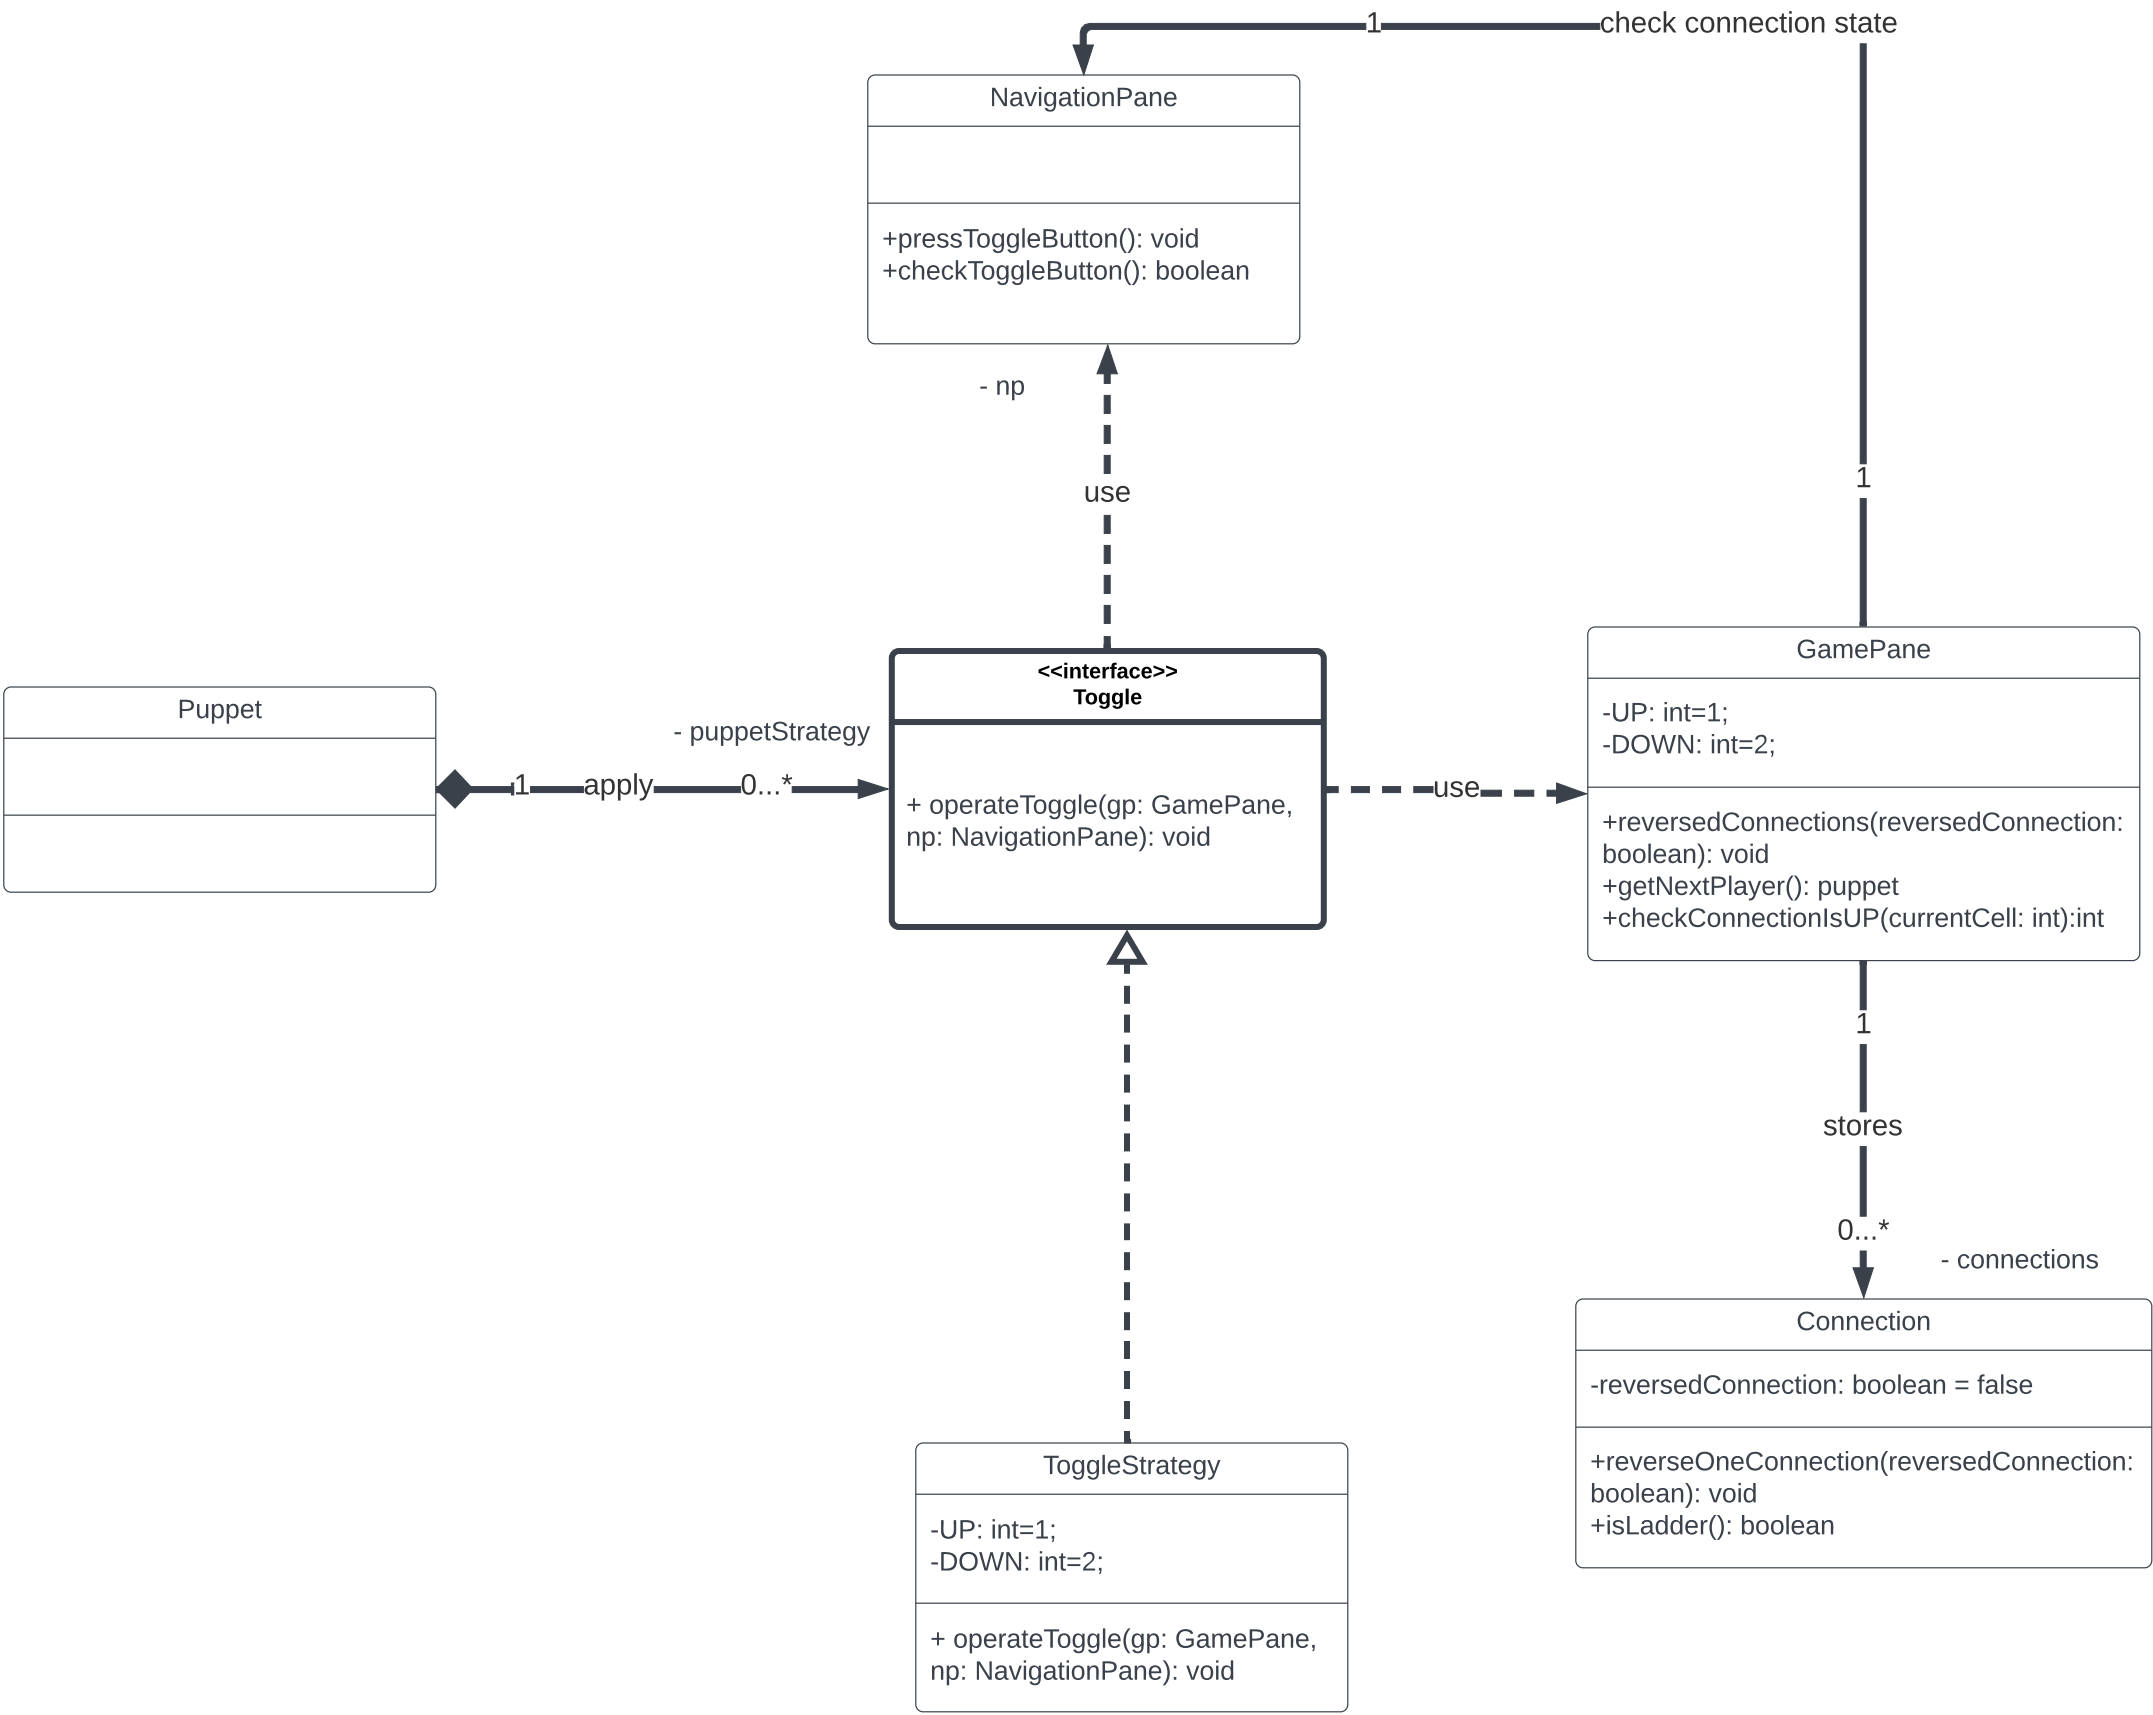 1
check connection state
NavigationPane
+pressToggleButton(): void
+checkToggleButton(): boolean
- np
use
1
<<interface>>
Toggle
+ operateToggle(gp: GamePane,
np: NavigationPane): void
Puppet
- puppetStrategy
1
apply
0...*
use
GamePane
-UP: int=1;
-DOWN: int=2;
+reversedConnections(reversedConnection:
boolean): void
+getNextPlayer(): puppet
+checkConnectionIsUP(currentCell: int):int
1
stores
0...*
- connections
Connection
-reversedConnection: boolean = false
+reverseOneConnection(reversedConnection:
boolean): void
+isLadder(): boolean
ToggleStrategy
-UP: int=1;
-DOWN: int=2;
+ operateToggle(gp: GamePane,
np: NavigationPane): void